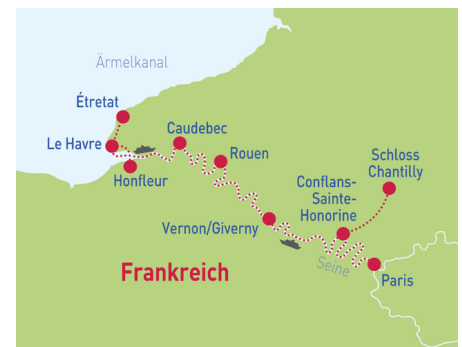 Ärmelkanal
Étretat
Le Havre
Caudebec
Honfleur
Rouen
Schloss
Chantilly
Conflans-
Sainte-
Honorine
Vernon/Giverny
Seine
Paris
Frankreich